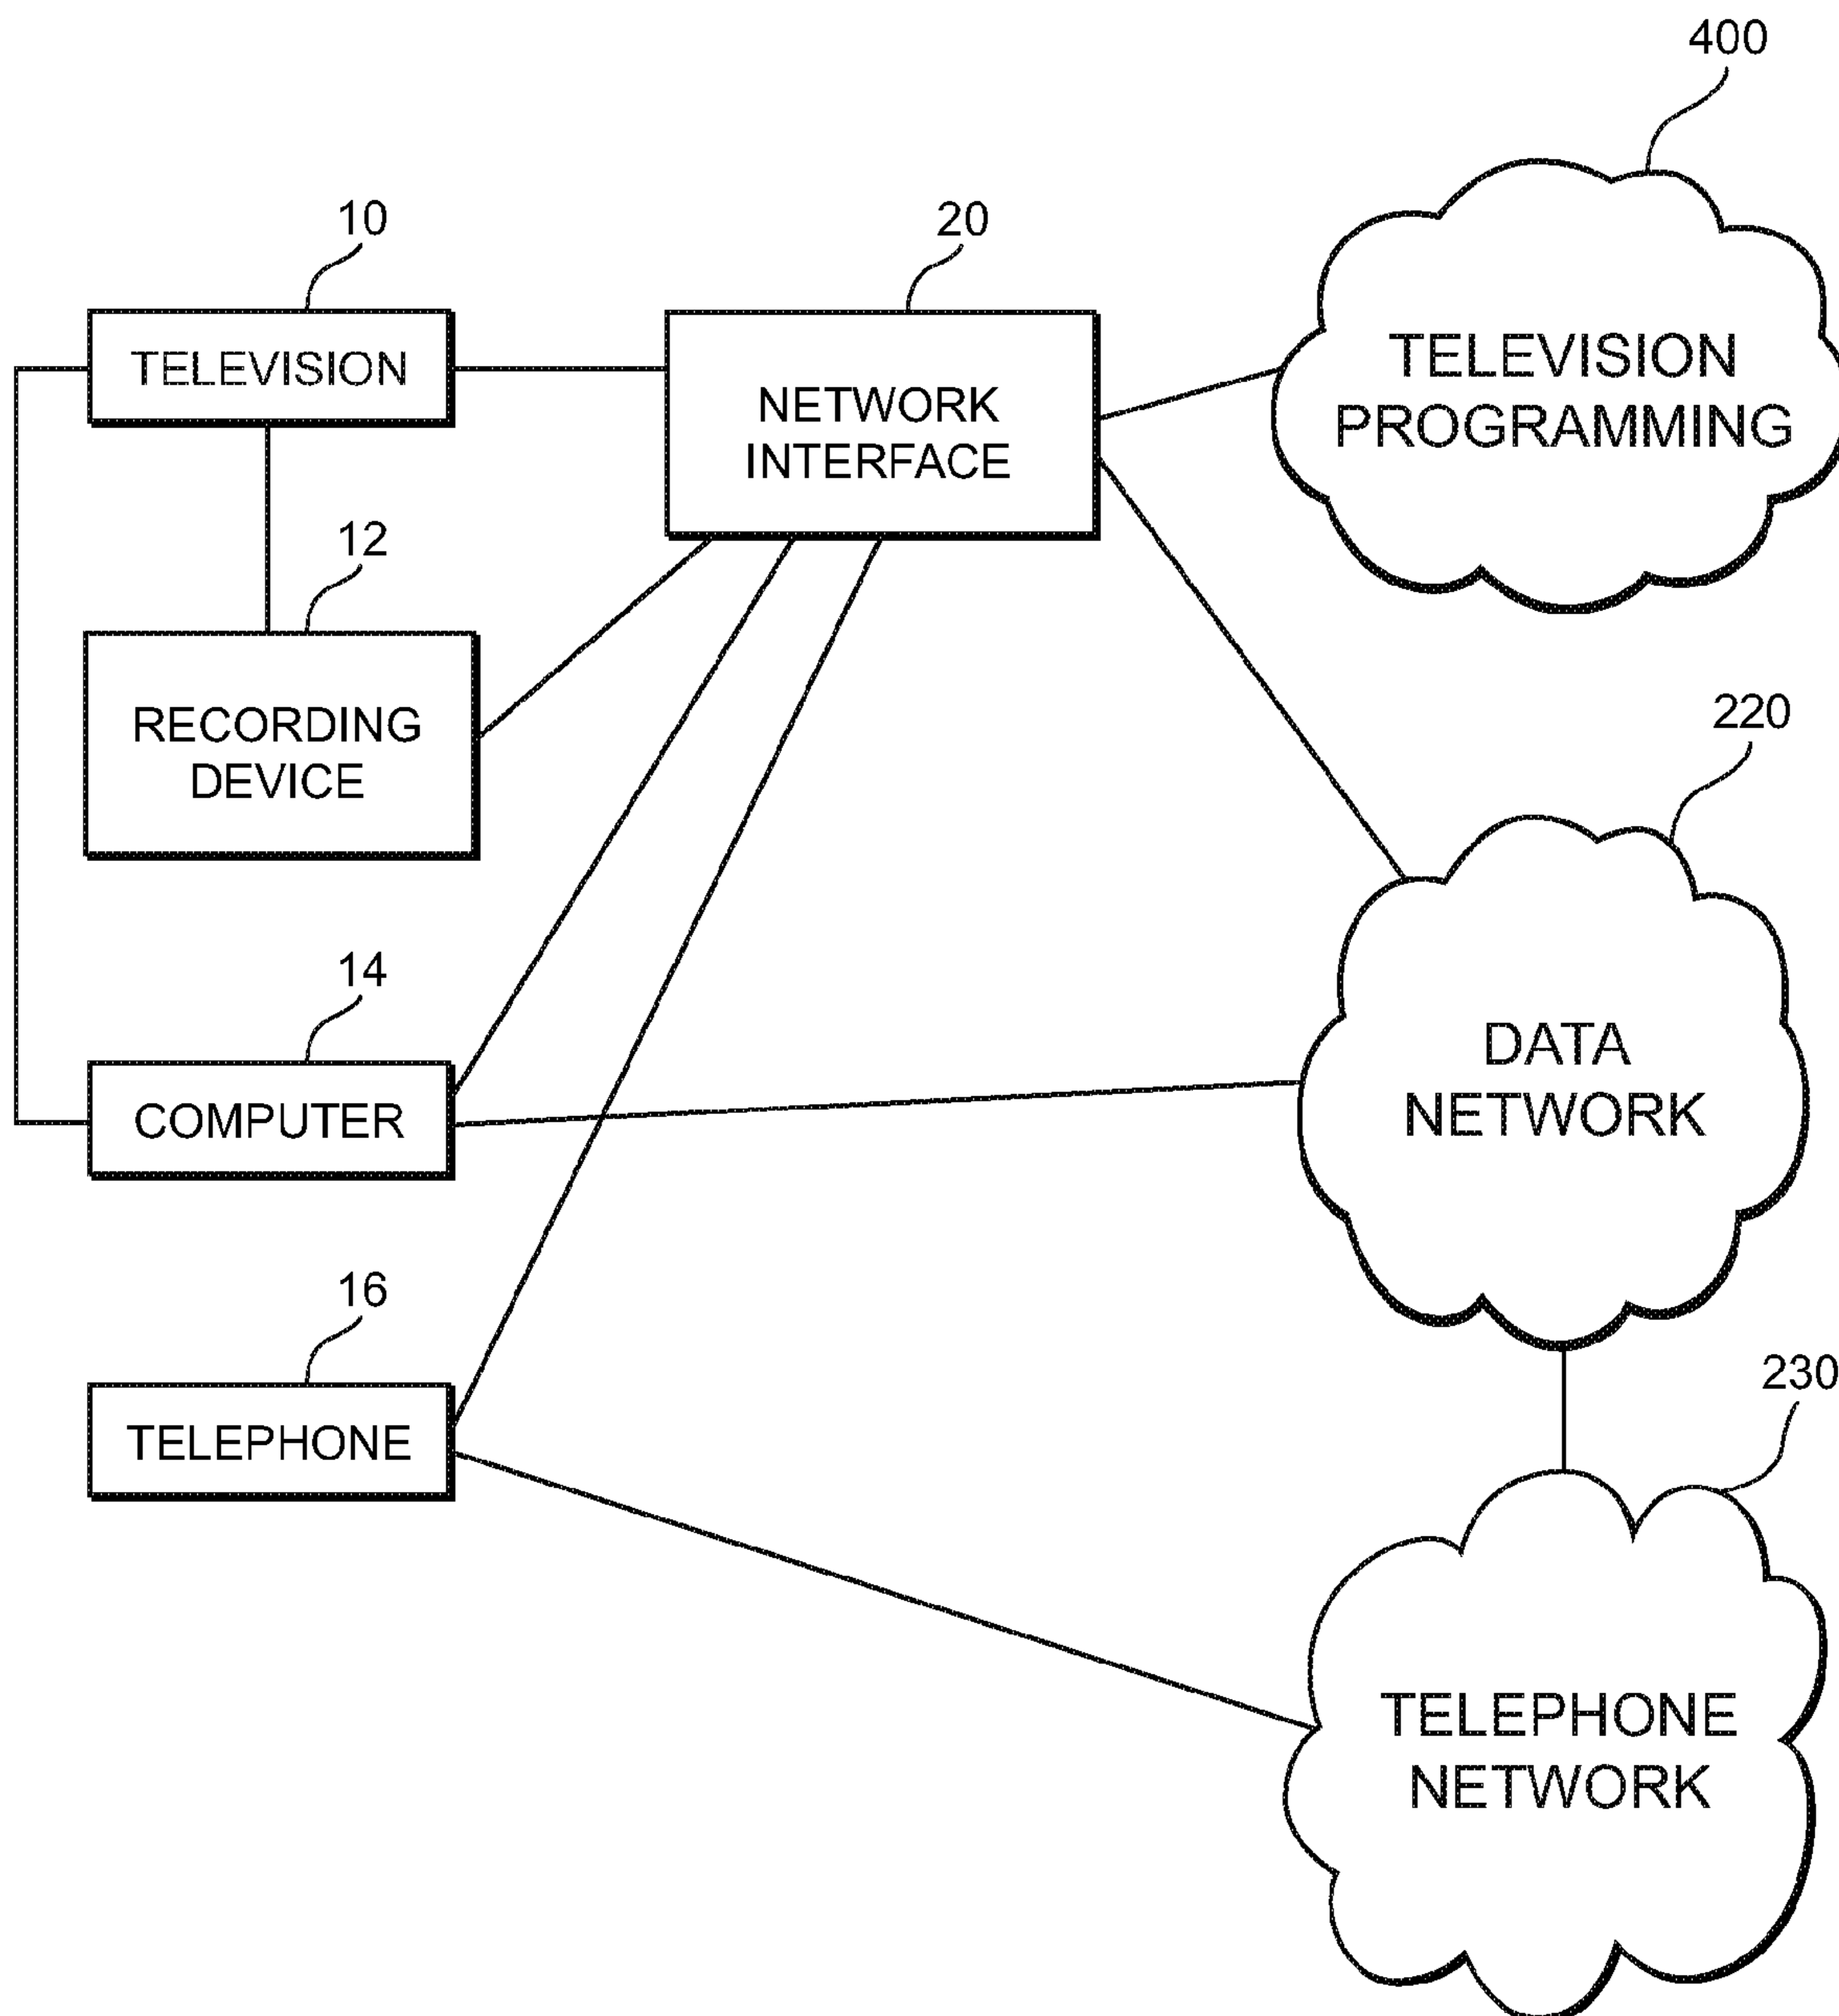 400
10
20
TELEVISION
NETWORK
INTERFACE
TELEVISION
PROGRAMMING
12
RECORDING
DEVICE
220
14
COMPUTER
DATA
NETWORK
16
TELEPHONE
230
TELEPHONE
NETWORK